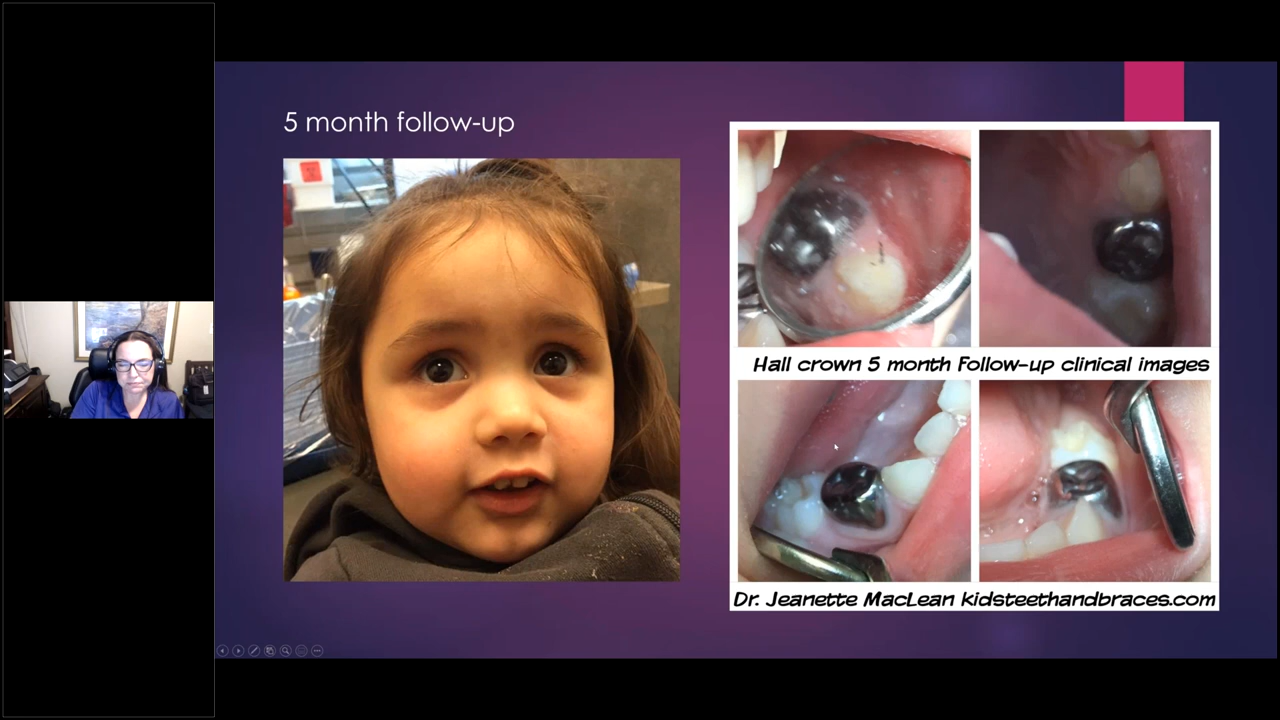 5 month follow-up
Hall crown 5 month Follow-up clinical images
Dr. Jeanette MacLean kidsteethandbraces.com